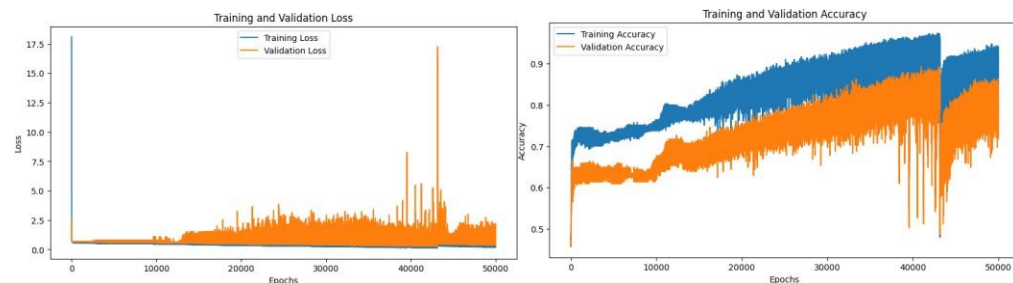 Training and Validation Loss
Training Loss
Validation Loss
17.5
15.0
12.5
10.0
7.5
5.0
2.5
0.0
Loss
0
10000
20000
30000
40000
50000
Epochs
Training and Validation Accuracy
Training Accuracy
Validation Accuracy
0.9
0.8
0.7
0.6
0.5
Accuracy
0
10000
20000
30000
40000
50000
Epochs